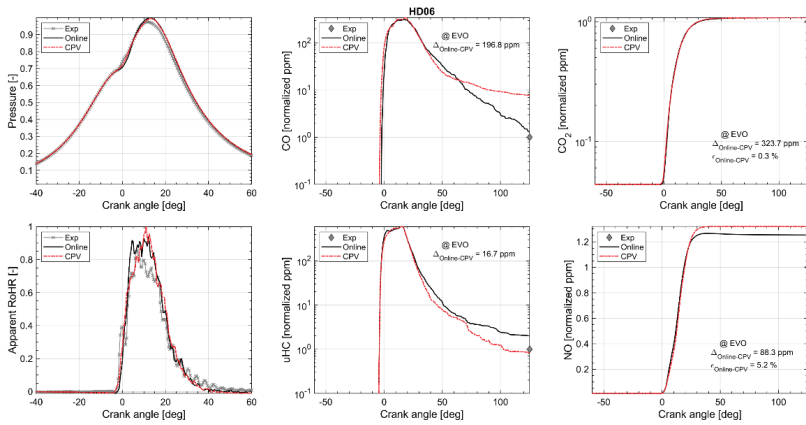 HD06
Pressure [-]
1
0.9
0.8
0.7
0.6
0.5
0.4
0.3
0.2
0.1
Exp
Online
CPV
-40 -20 0 20 40 60
Crank angle [deg]
CO [normalized ppm]
10²
10¹
10⁰
10⁻¹
Exp
Online
CPV
@ EVO
Δ Online-CPV = 196.8 ppm
-50 0 50 100
Crank angle [deg]
CO₂ [normalized ppm]
10⁰
10⁻¹
Exp
Online
CPV
@ EVO
Δ Online-CPV = 323.7 ppm
ϵ Online-CPV = 0.3 %
-50 0 50 100
Crank angle [deg]
Apparent RoHR [-]
1
0.8
0.6
0.4
0.2
0
Exp
Online
CPV
-40 -20 0 20 40 60
Crank angle [deg]
uHC [normalized ppm]
10²
10¹
10⁰
10⁻¹
Exp
Online
CPV
@ EVO
Δ Online-CPV = 16.7 ppm
-50 0 50 100
Crank angle [deg]
NO [normalized ppm]
1.2
1
0.8
0.6
0.4
0.2
Exp
Online
CPV
@ EVO
Δ Online-CPV = 88.3 ppm
ϵ Online-CPV = 5.2 %
-50 0 50 100
Crank angle [deg]